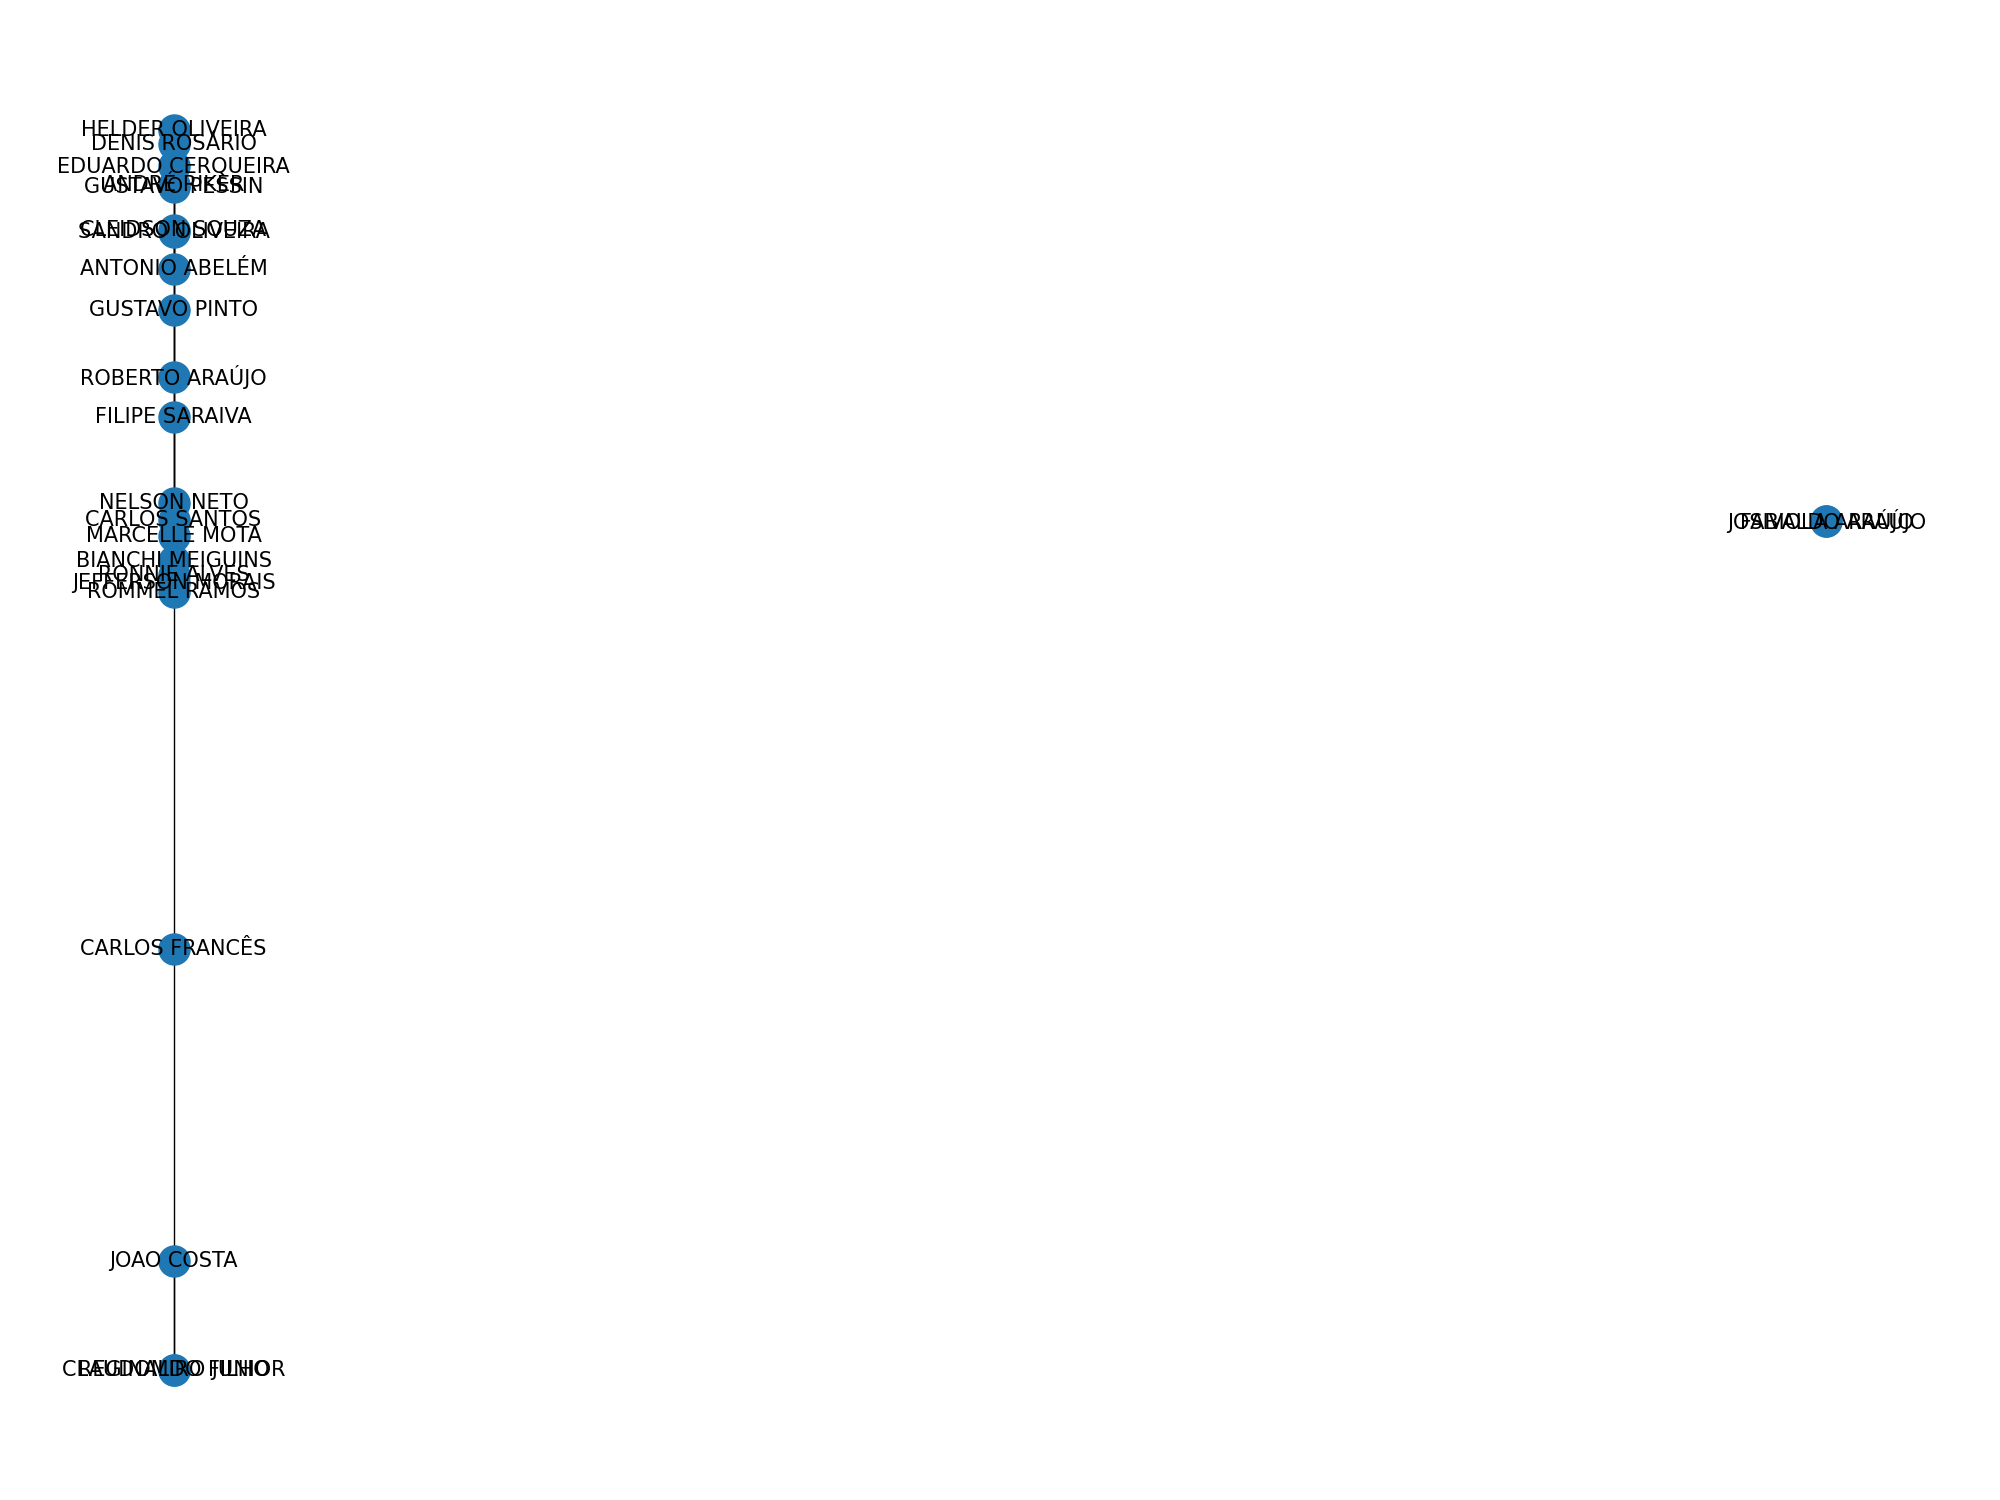 HELDER OLIVEIRA
DENIS ROSÁRIO
EDUARDO CERQUEIRA
ANDRÉ RIKER
GUSTAVO PESSIN
CLEIDSON SOUZA
SANDRO OLIVEIRA
ANTONIO ABELÉM
GUSTAVO PINTO
ROBERTO ARAÚJO
FILIPE SARAIVA
NELSON NETO
CARLOS SANTOS
JOSIVALDO ARAÚJO
FABIOLA ARAÚJO
MARCELLE MOTA
BIANCHI MEIGUINS
RONNIE ALVES
JEFFERSON MORAIS
ROMMEL RAMOS
CARLOS FRANCÊS
JOAO COSTA
CLAUDOMIRO JUNIOR
REGINALDO FILHO